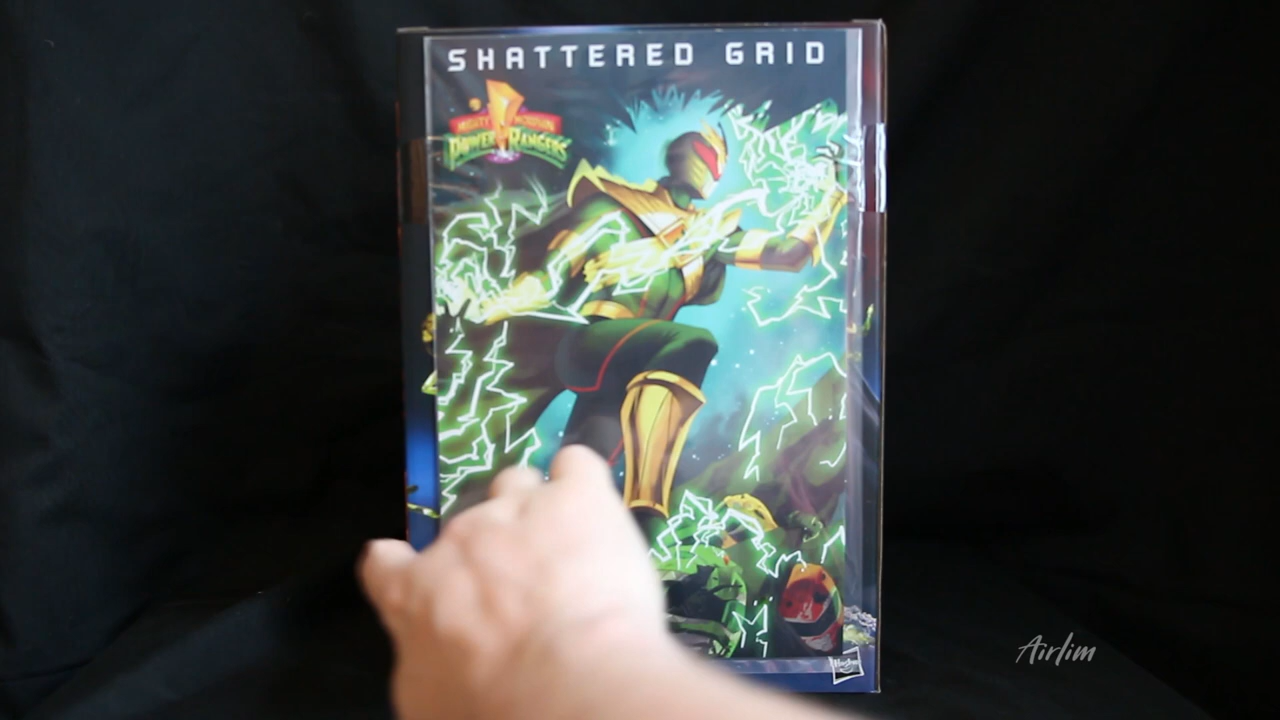 SHATTERED GRID
MIGHTY MORPHIN
POWER RANGERS
Airlim
Hasbro